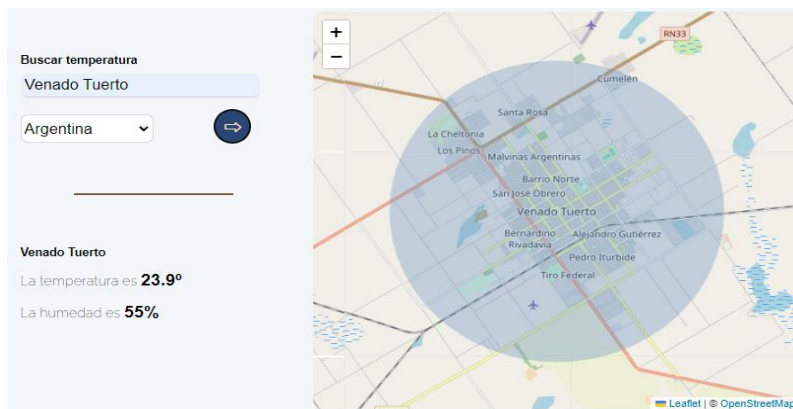 Buscar temperatura
Venado Tuerto
Argentina
Venado Tuerto
La temperatura es 23.9º
La humedad es 55%
+
−
RN33
Cumelén
Santa Rosa
La Cheltonia
Los Pinos
Malvinas Argentinas
Barrio Norte
San José Obrero
Venado Tuerto
Bernardino
Rivadavia
Alejandro Gutiérrez
Pedro Iturbide
Tiro Federal
Leaflet | © OpenStreetMap